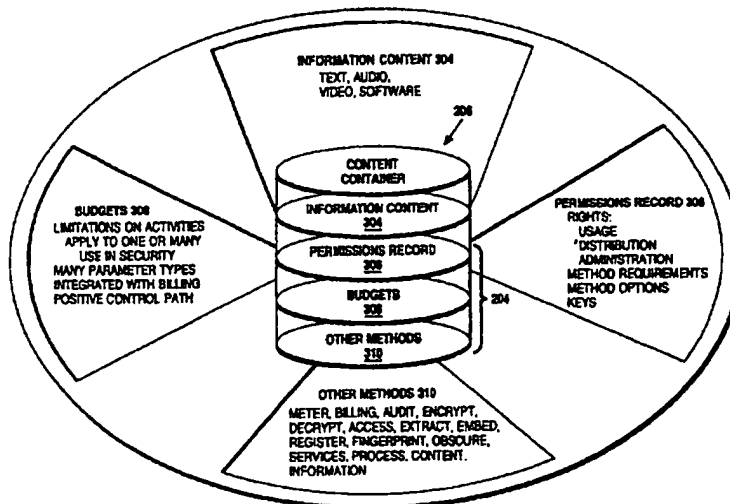 INFORMATION CONTENT 304
TEXT, AUDIO,
VIDEO, SOFTWARE
206
CONTENT
CONTAINER
INFORMATION CONTENT
304
PERMISSIONS RECORD
306
BUDGETS
308
OTHER METHODS
310
204
BUDGETS 308
LIMITATIONS ON ACTIVITIES
APPLY TO ONE OR MANY
USE IN SECURITY
MANY PARAMETER TYPES
INTEGRATED WITH BILLING
POSITIVE CONTROL PATH
PERMISSIONS RECORD 306
RIGHTS:
USAGE
DISTRIBUTION
ADMINISTRATION
METHOD REQUIREMENTS
METHOD OPTIONS
KEYS
OTHER METHODS 310
METER, BILLING, AUDIT, ENCRYPT,
DECRYPT, ACCESS, EXTRACT, EMBED,
REGISTER, FINGERPRINT, OBSCURE,
SERVICES, PROCESS, CONTENT.
INFORMATION